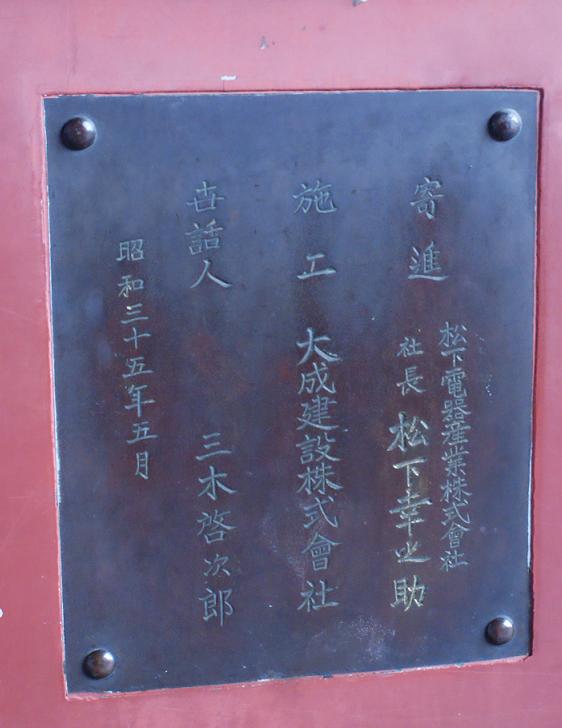 寄進
松下電器産業株式會社
社長 松下幸之助
施工 大成建設株式會社
世話人 三木啓次郎
昭和三十五年五月